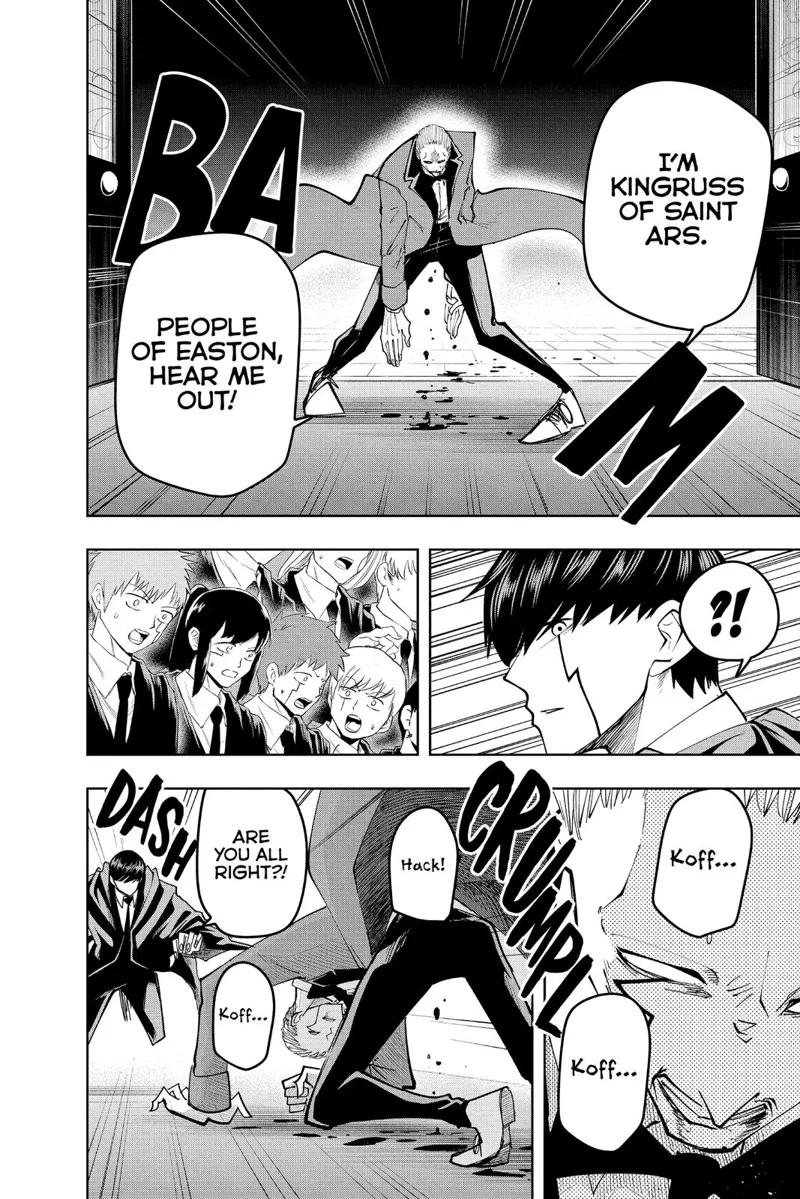 I'M
KINGRUSS
OF SAINT
ARS.
BAM
PEOPLE
OF EASTON,
HEAR ME
OUT!
?!
Koff...
Koff...
CRUMPL
Hack!
ARE
YOU ALL
RIGHT?!
DASH
Koff...